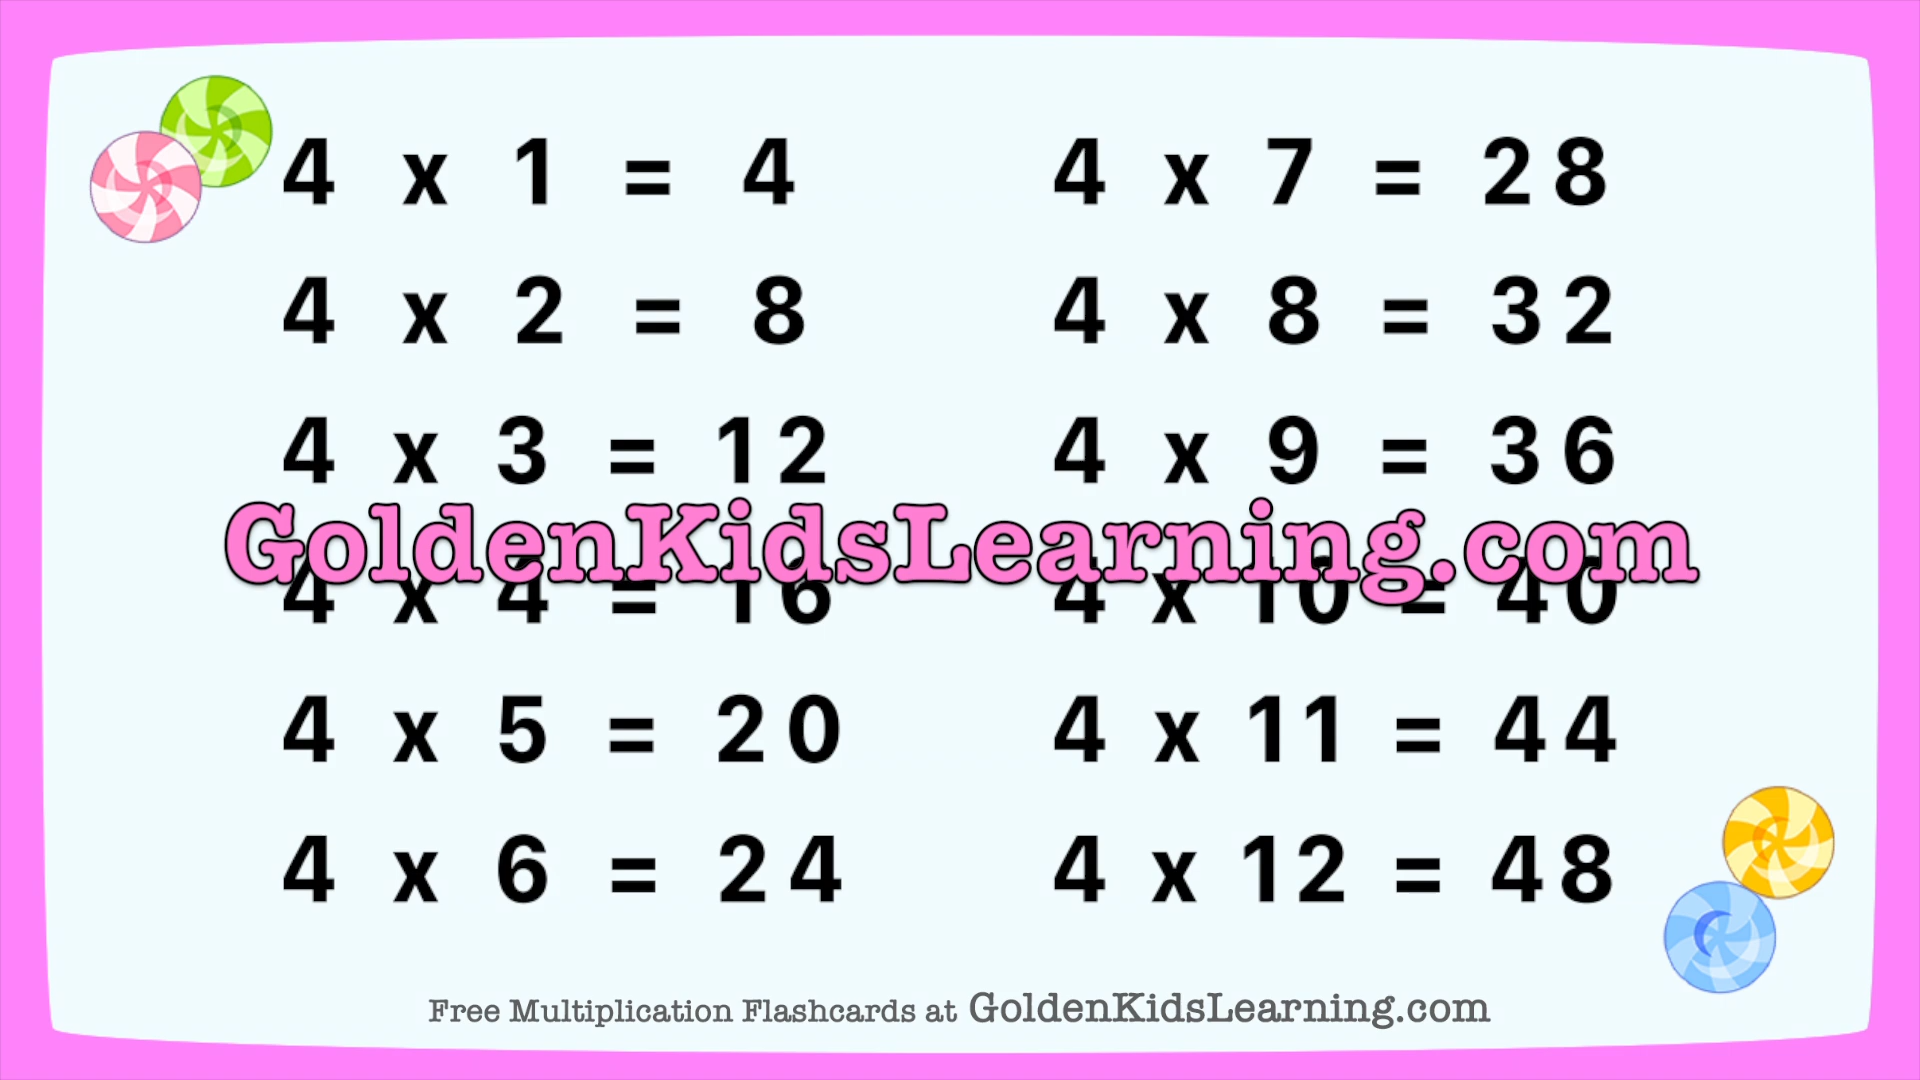 4 x 1 = 4
4 x 2 = 8
4 x 3 = 12
4 x 4 = 16
4 x 5 = 20
4 x 6 = 24
4 x 7 = 28
4 x 8 = 32
4 x 9 = 36
4 x 10 = 40
4 x 11 = 44
4 x 12 = 48
GoldenKidsLearning.com
Free Multiplication Flashcards at GoldenKidsLearning.com